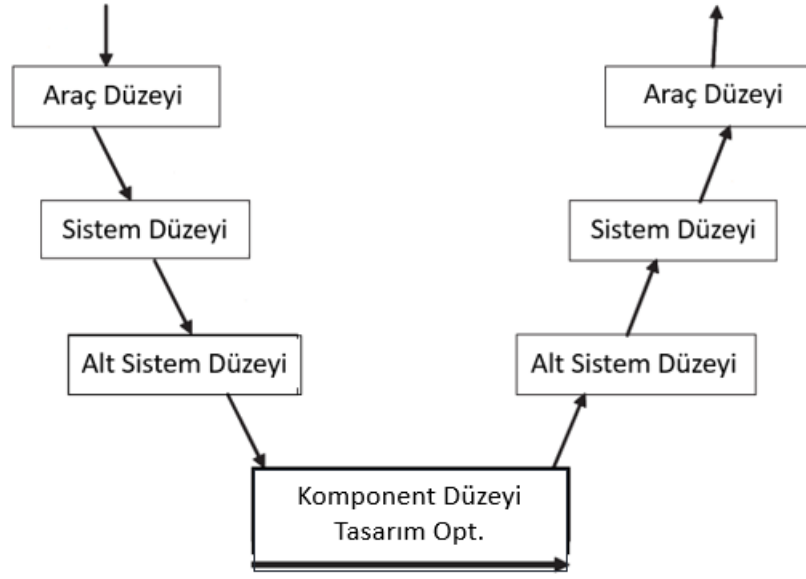 Araç Düzeyi
Araç Düzeyi
Sistem Düzeyi
Sistem Düzeyi
Alt Sistem Düzeyi
Alt Sistem Düzeyi
Komponent Düzeyi
Tasarım Opt.